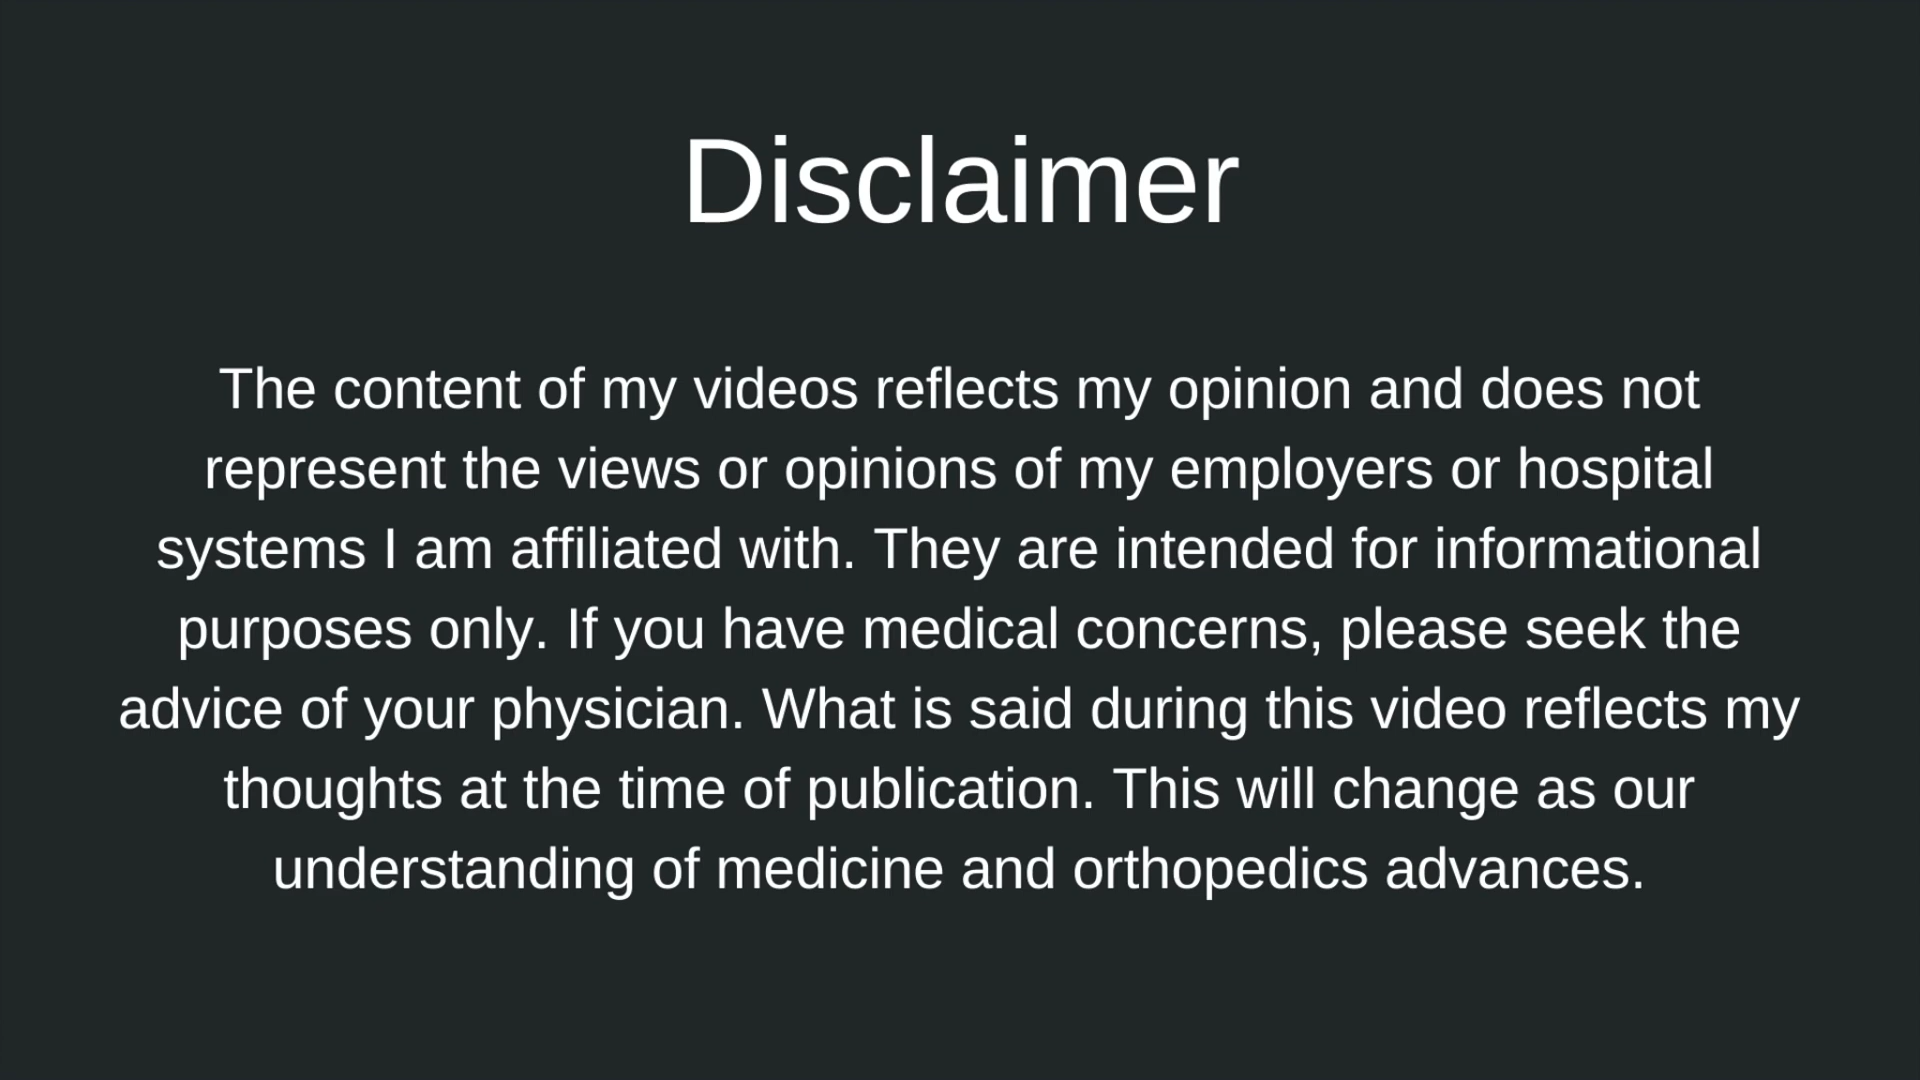 Disclaimer
The content of my videos reflects my opinion and does not
represent the views or opinions of my employers or hospital
systems I am affiliated with. They are intended for informational
purposes only. If you have medical concerns, please seek the
advice of your physician. What is said during this video reflects my
thoughts at the time of publication. This will change as our
understanding of medicine and orthopedics advances.